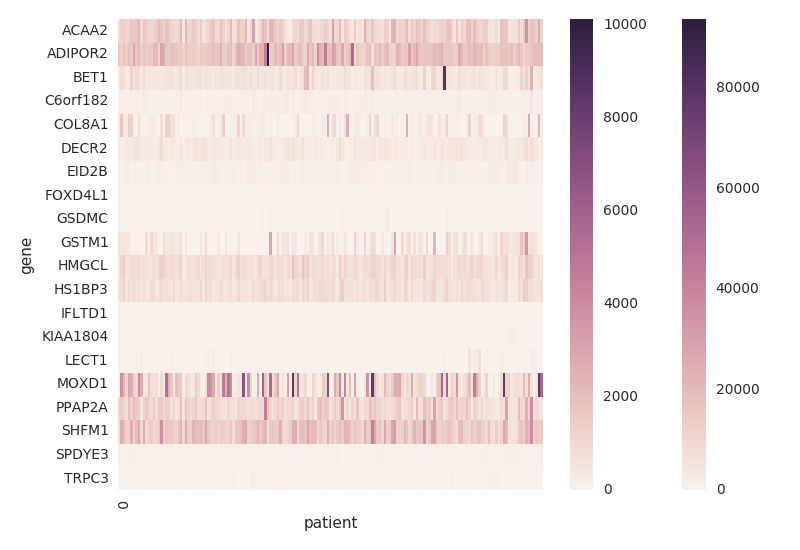 ACAA2
ADIPOR2
BET1
C6orf182
COL8A1
DECR2
EID2B
FOXD4L1
GSDMC
GSTM1
HMGCL
HS1BP3
IFLTD1
KIAA1804
LECT1
MOXD1
PPAP2A
SHFM1
SPDYE3
TRPC3
gene
0
patient
10000
8000
6000
4000
2000
0
80000
60000
40000
20000
0